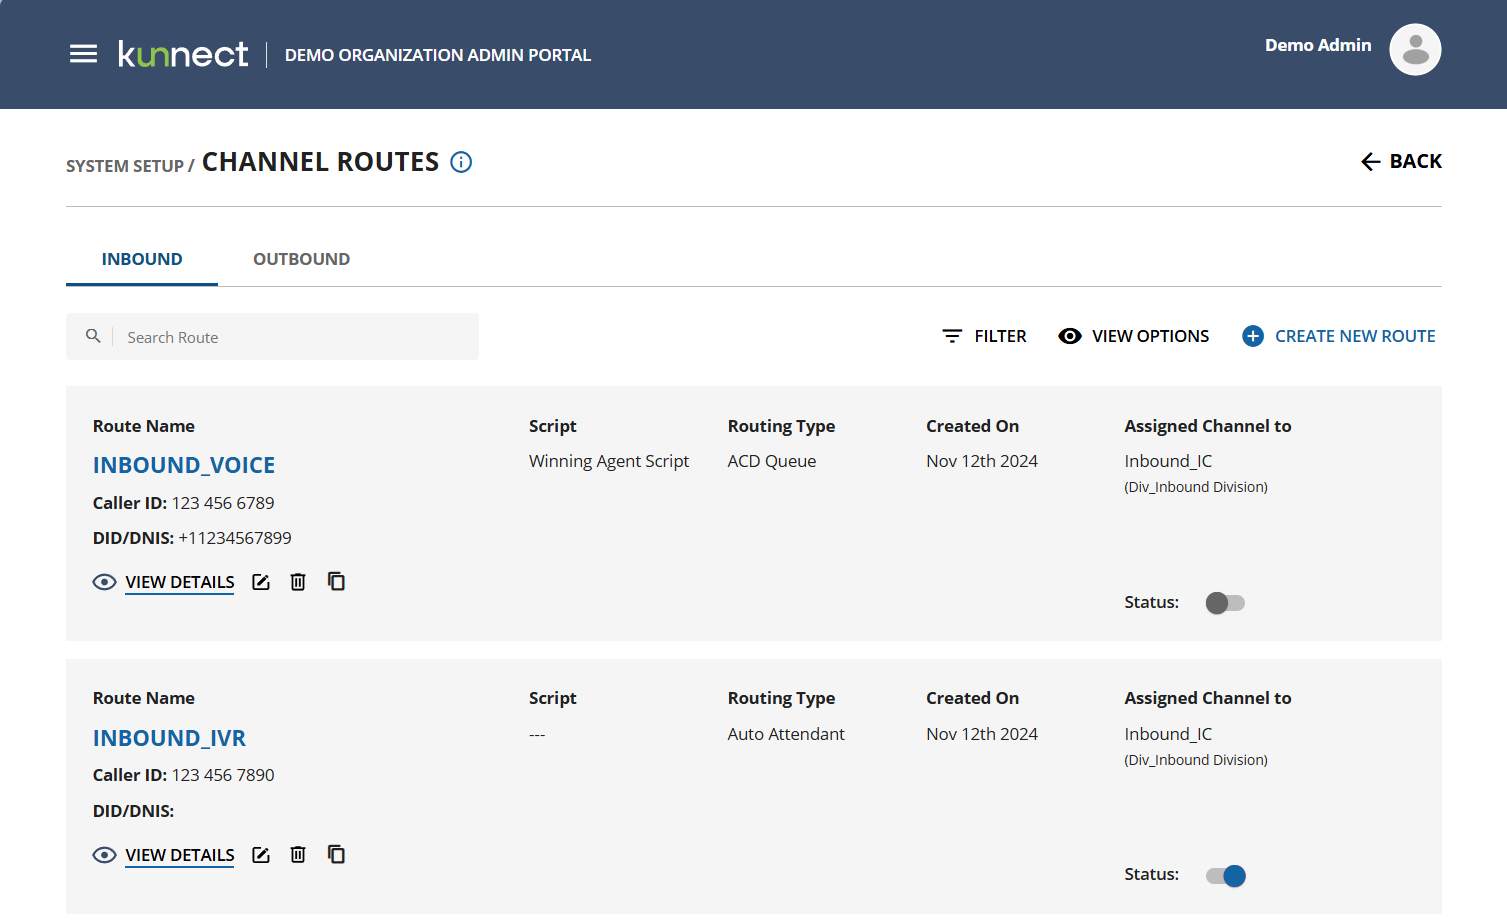 kunnect
DEMO ORGANIZATION ADMIN PORTAL
Demo Admin
SYSTEM SETUP / CHANNEL ROUTES
BACK
INBOUND
OUTBOUND
Search Route
FILTER
VIEW OPTIONS
CREATE NEW ROUTE
Route Name
Script
Routing Type
Created On
Assigned Channel to
INBOUND_VOICE
Winning Agent Script
ACD Queue
Nov 12th 2024
Inbound_IC
(Div_Inbound Division)
Caller ID: 123 456 6789
DID/DNIS: +11234567899
VIEW DETAILS
Status:
Route Name
Script
Routing Type
Created On
Assigned Channel to
INBOUND_IVR
---
Auto Attendant
Nov 12th 2024
Inbound_IC
(Div_Inbound Division)
Caller ID: 123 456 7890
DID/DNIS:
VIEW DETAILS
Status: